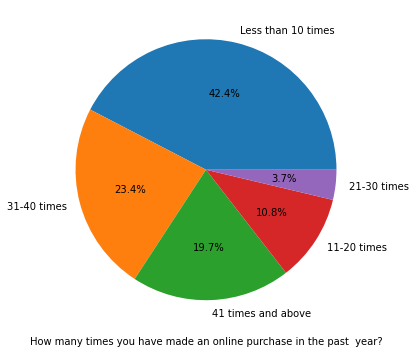 Less than 10 times
42.4%
3.7%
21-30 times
23.4%
31-40 times
10.8%
19.7%
11-20 times
41 times and above
How many times you have made an online purchase in the past  year?